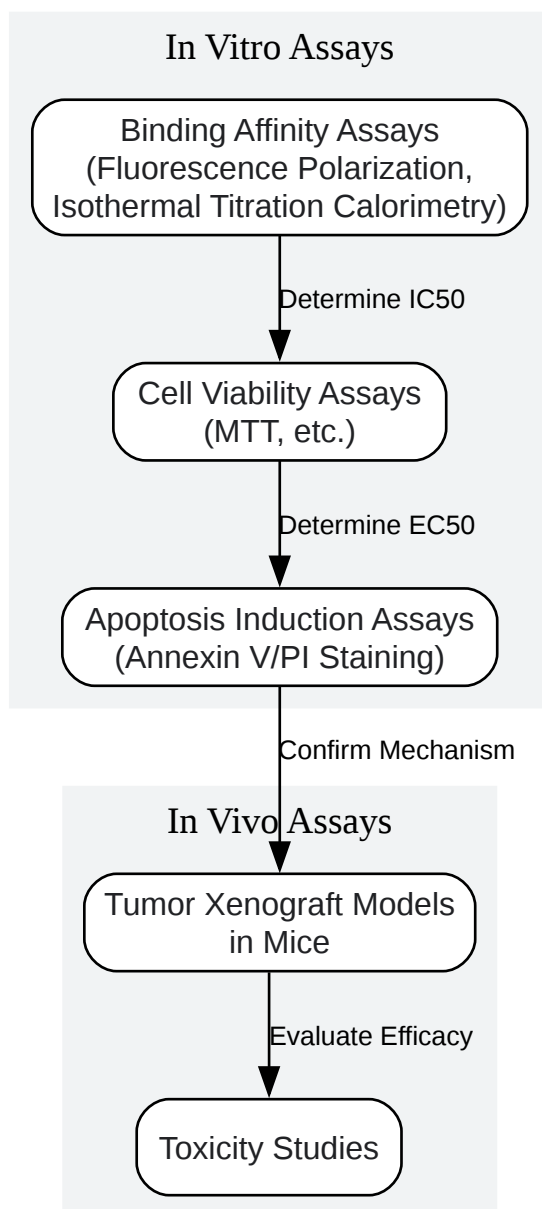 In Vitro Assays
Binding Affinity Assays
(Fluorescence Polarization,
Isothermal Titration Calorimetry)
Determine IC50
Cell Viability Assays
(MTT, etc.)
Determine EC50
Apoptosis Induction Assays
(Annexin V/PI Staining)
Confirm Mechanism
In Vivo Assays
Tumor Xenograft Models
in Mice
Evaluate Efficacy
Toxicity Studies